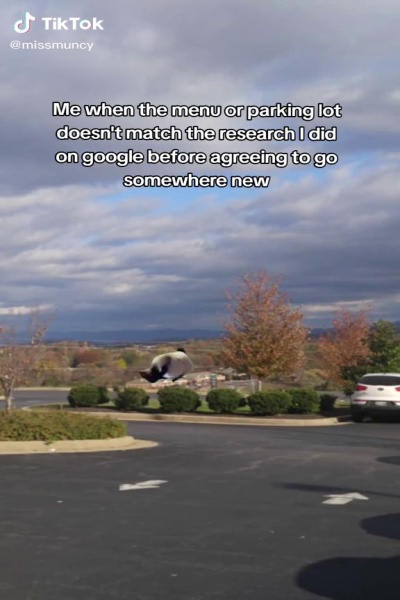 TikTok
@missmuncy
Me when the menu or parking lot
doesn't match the research I did
on google before agreeing to go
somewhere new